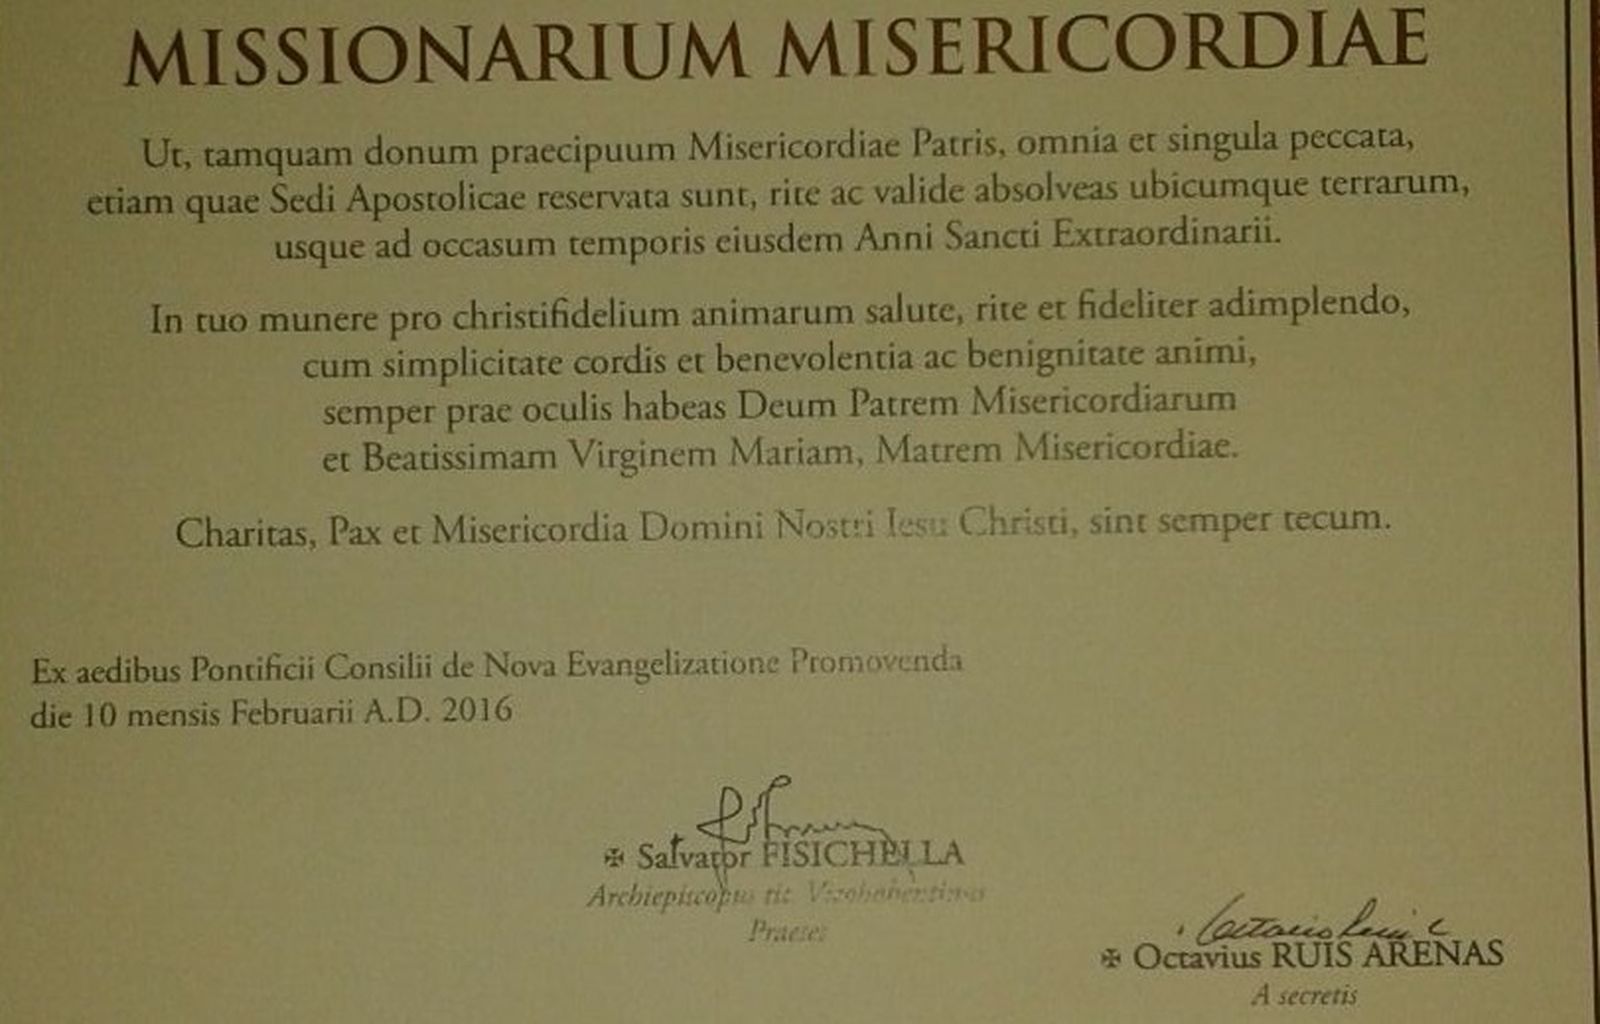 MISSIONARIUM MISERICORDIAE
Ut, tamquam donum praecipuum Misericordiae Patris, omnia et singula peccata,
etiam quae Sedi Apostolicae reservata sunt, rite ac valide absolveas ubicumque terrarum,
usque ad occasum temporis eiusdem Anni Sancti Extraordinarii.
In tuo munere pro christifidelium animarum salute, rite et fideliter adimplendo,
cum simplicitate cordis et benevolentia ac benignitate animi,
semper prae oculis habeas Deum Patrem Misericordiarum
et Beatissimam Virginem Mariam, Matrem Misericordiae.
Charitas, Pax et Misericordia Domini Nostri Iesu Christi, sint semper tecum.
Ex aedibus Pontificii Consilii de Nova Evangelizatione Promovenda
die 10 mensis Februarii A.D. 2016
✠ Salvator FISICHELLA
Archiepiscopus tit.
Praeses
✠ Octavius RUIS ARENAS
A secretis